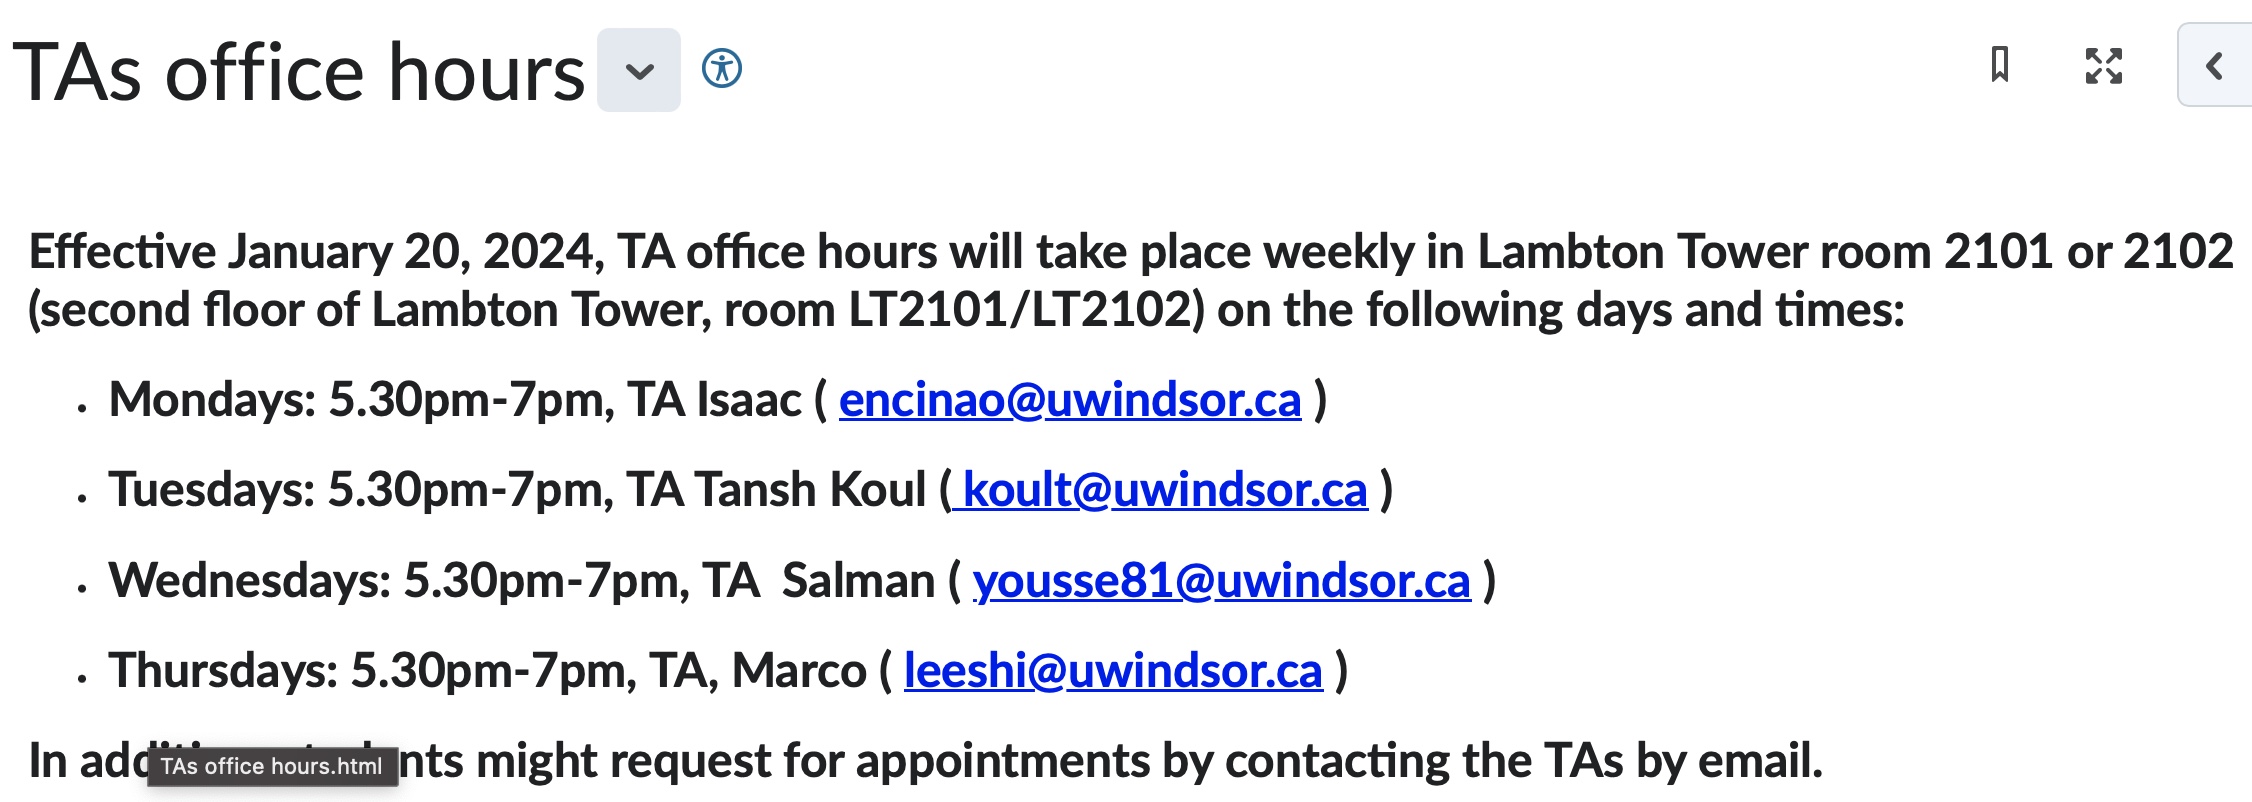 TAs office hours
Effective January 20, 2024, TA office hours will take place weekly in Lambton Tower room 2101 or 2102
(second floor of Lambton Tower, room LT2101/LT2102) on the following days and times:
• Mondays: 5.30pm-7pm, TA Isaac ( encinao@uwindsor.ca )
• Tuesdays: 5.30pm-7pm, TA Tansh Koul ( koult@uwindsor.ca )
• Wednesdays: 5.30pm-7pm, TA  Salman ( yousse81@uwindsor.ca )
• Thursdays: 5.30pm-7pm, TA, Marco ( leeshi@uwindsor.ca )
In might request for appointments by contacting the TAs by email.
TAs office hours.html